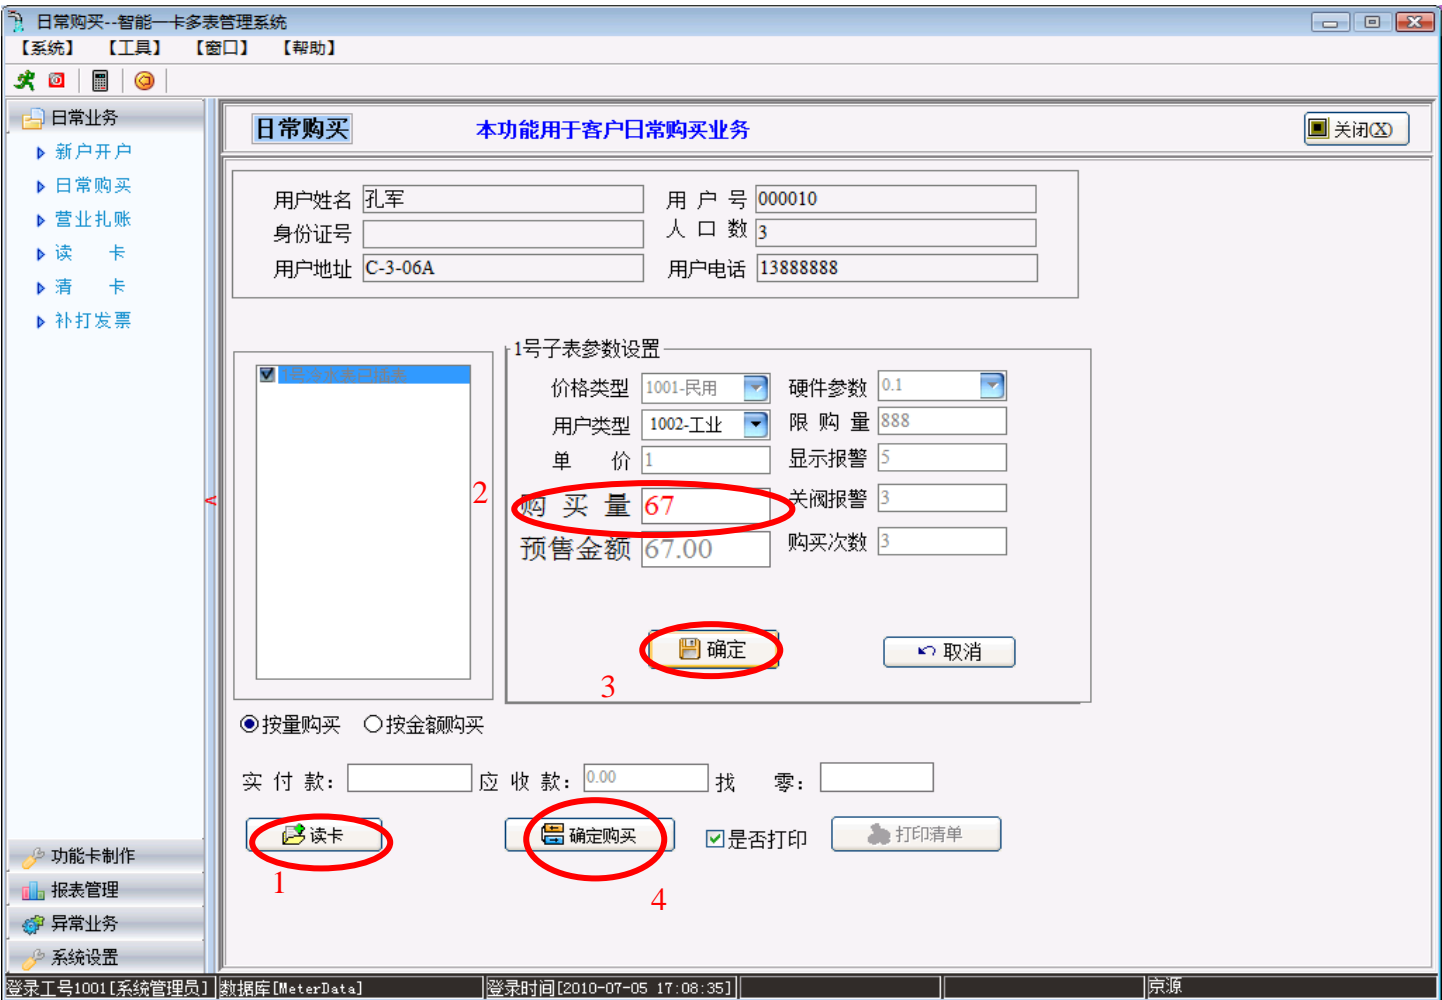 日常购买--智能一卡多表管理系统
【系统】 【工具】 【窗口】 【帮助】
日常业务
新户开户
日常购买
营业扎账
读 卡
清 卡
补打发票
功能卡制作
报表管理
异常业务
系统设置
<
日常购买 本功能用于客户日常购买业务 关闭(X)
用户姓名 孔军 用 户 号 000010
身份证号 人 口 数 3
用户地址 C-3-06A 用户电话 13888888
1号冷水表已插表
1号子表参数设置
价格类型 1001-民用 硬件参数 0.1
用户类型 1002-工业 限 购 量 888
单 价 1 显示报警 5
2 购 买 量 67 关阀报警 3
预售金额 67.00 购买次数 3
确定 取消
3
按量购买 按金额购买
实 付 款： 应 收 款： 0.00 找 零：
读卡 确定购买 是否打印 打印清单
1 4
登录工号1001[系统管理员] 数据库[MeterData] 登录时间[2010-07-05 17:08:35] 京源